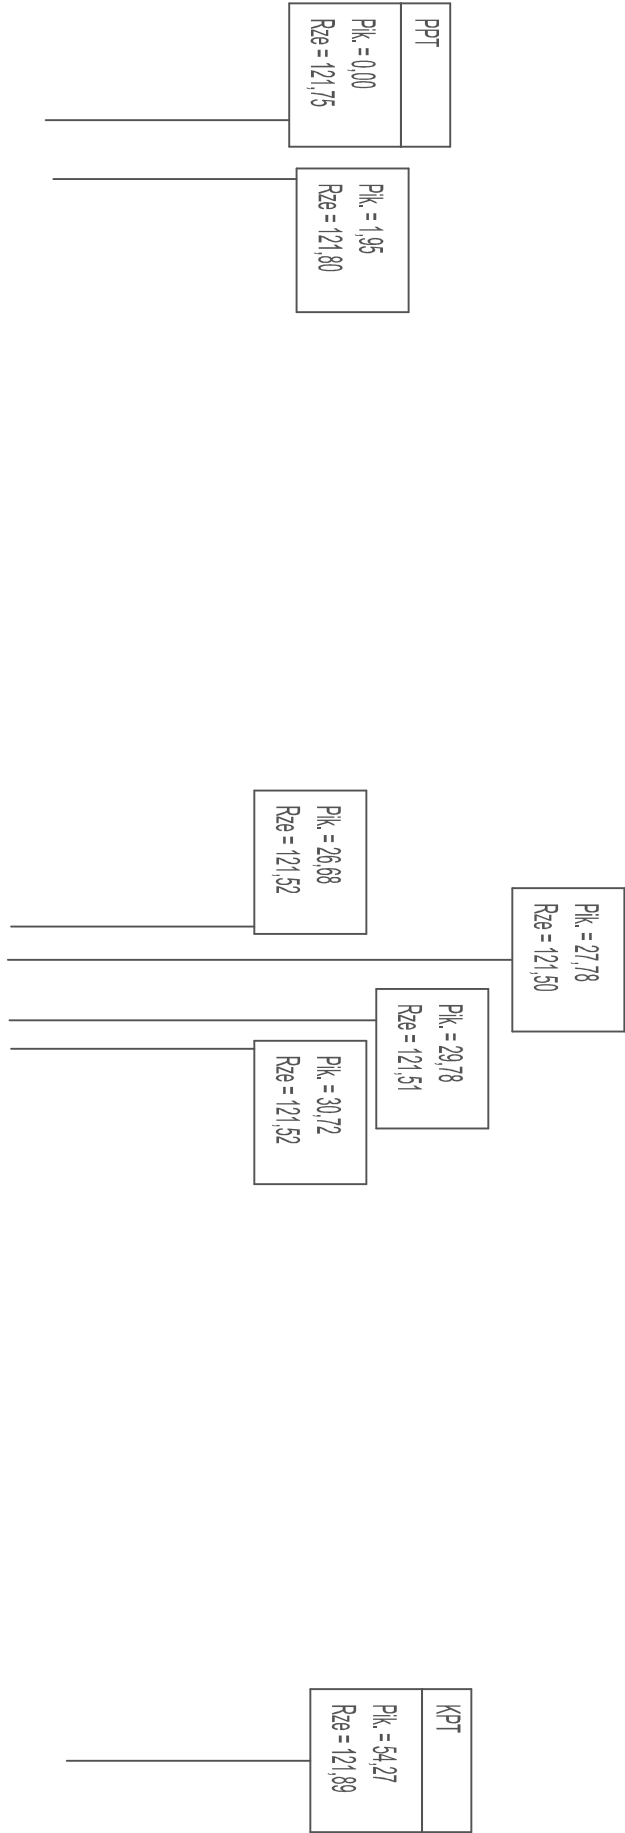 PPT
Pik. = 0,00
Rze = 121,75
Pik. = 1,95
Rze = 121,80
Pik. = 26,68
Rze = 121,52
Pik. = 27,78
Rze = 121,50
Pik. = 29,78
Rze = 121,51
Pik. = 30,72
Rze = 121,52
KPT
Pik. = 54,27
Rze = 121,89